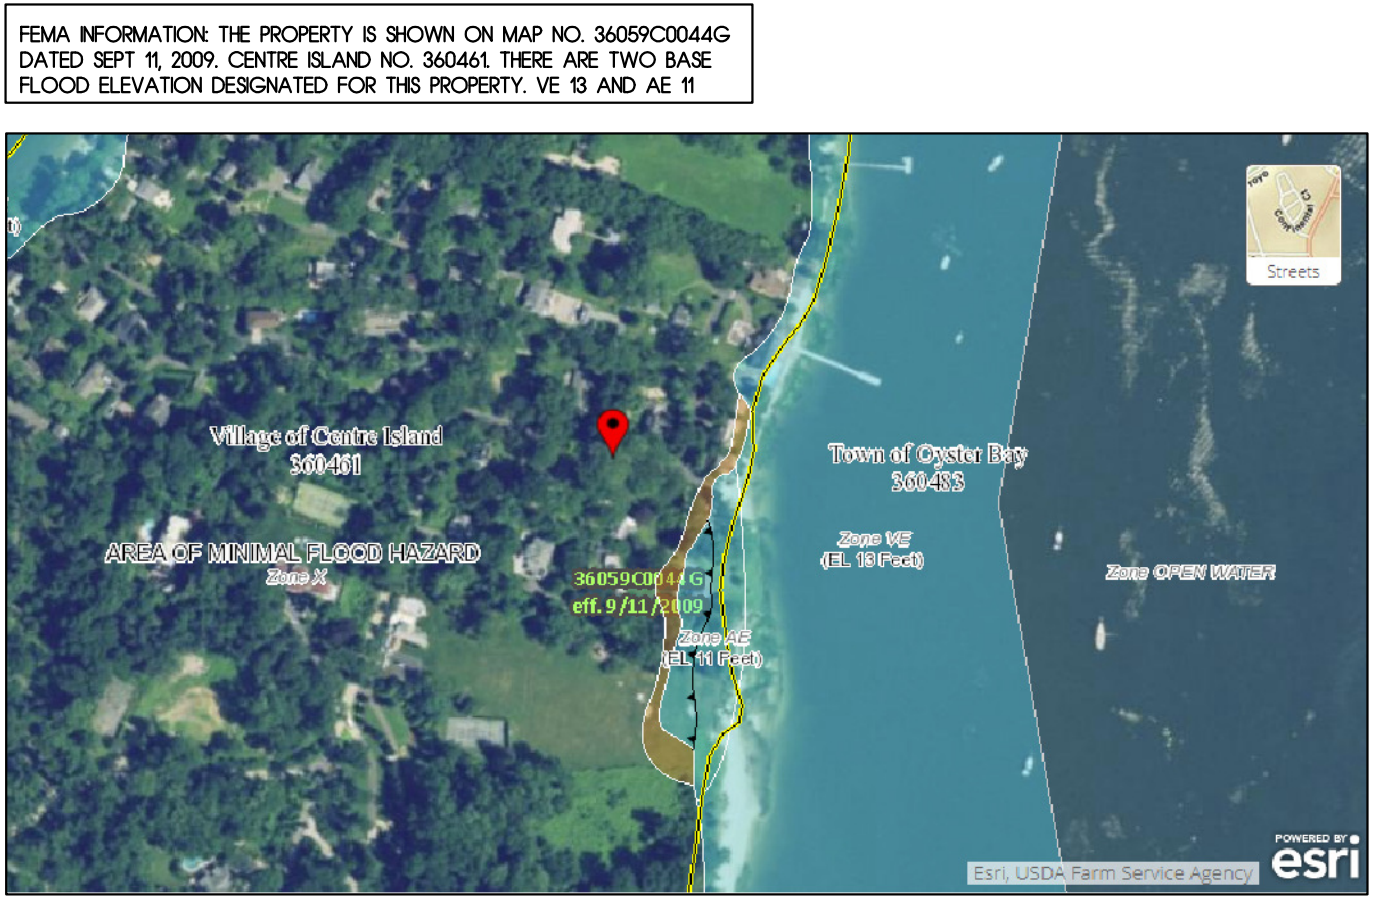 FEMA INFORMATION: THE PROPERTY IS SHOWN ON MAP NO. 36059C0044G
DATED SEPT 11, 2009. CENTRE ISLAND NO. 360461. THERE ARE TWO BASE
FLOOD ELEVATION DESIGNATED FOR THIS PROPERTY. VE 13 AND AE 11
t)
Streets
Village of Centre Island
360461
Town of Oyster Bay
360483
AREA OF MINIMAL FLOOD HAZARD
Zone X
Zone VE
(EL 13 Feet)
Zone OPEN WATER
36059C0044G
eff. 9/11/2009
Zone AE
(EL 11 Feet)
POWERED BY
esri
Esri, USDA Farm Service Agency